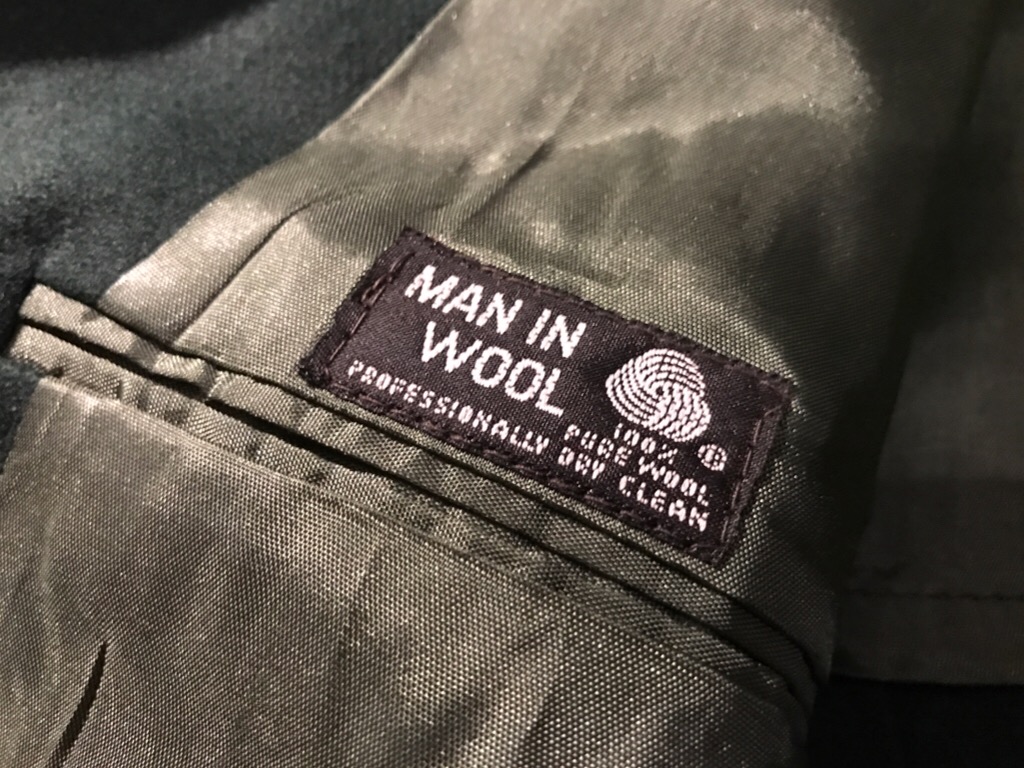 MAN IN
WOOL
100%
PURE WOOL
PROFESSIONALLY DRY CLEAN
®